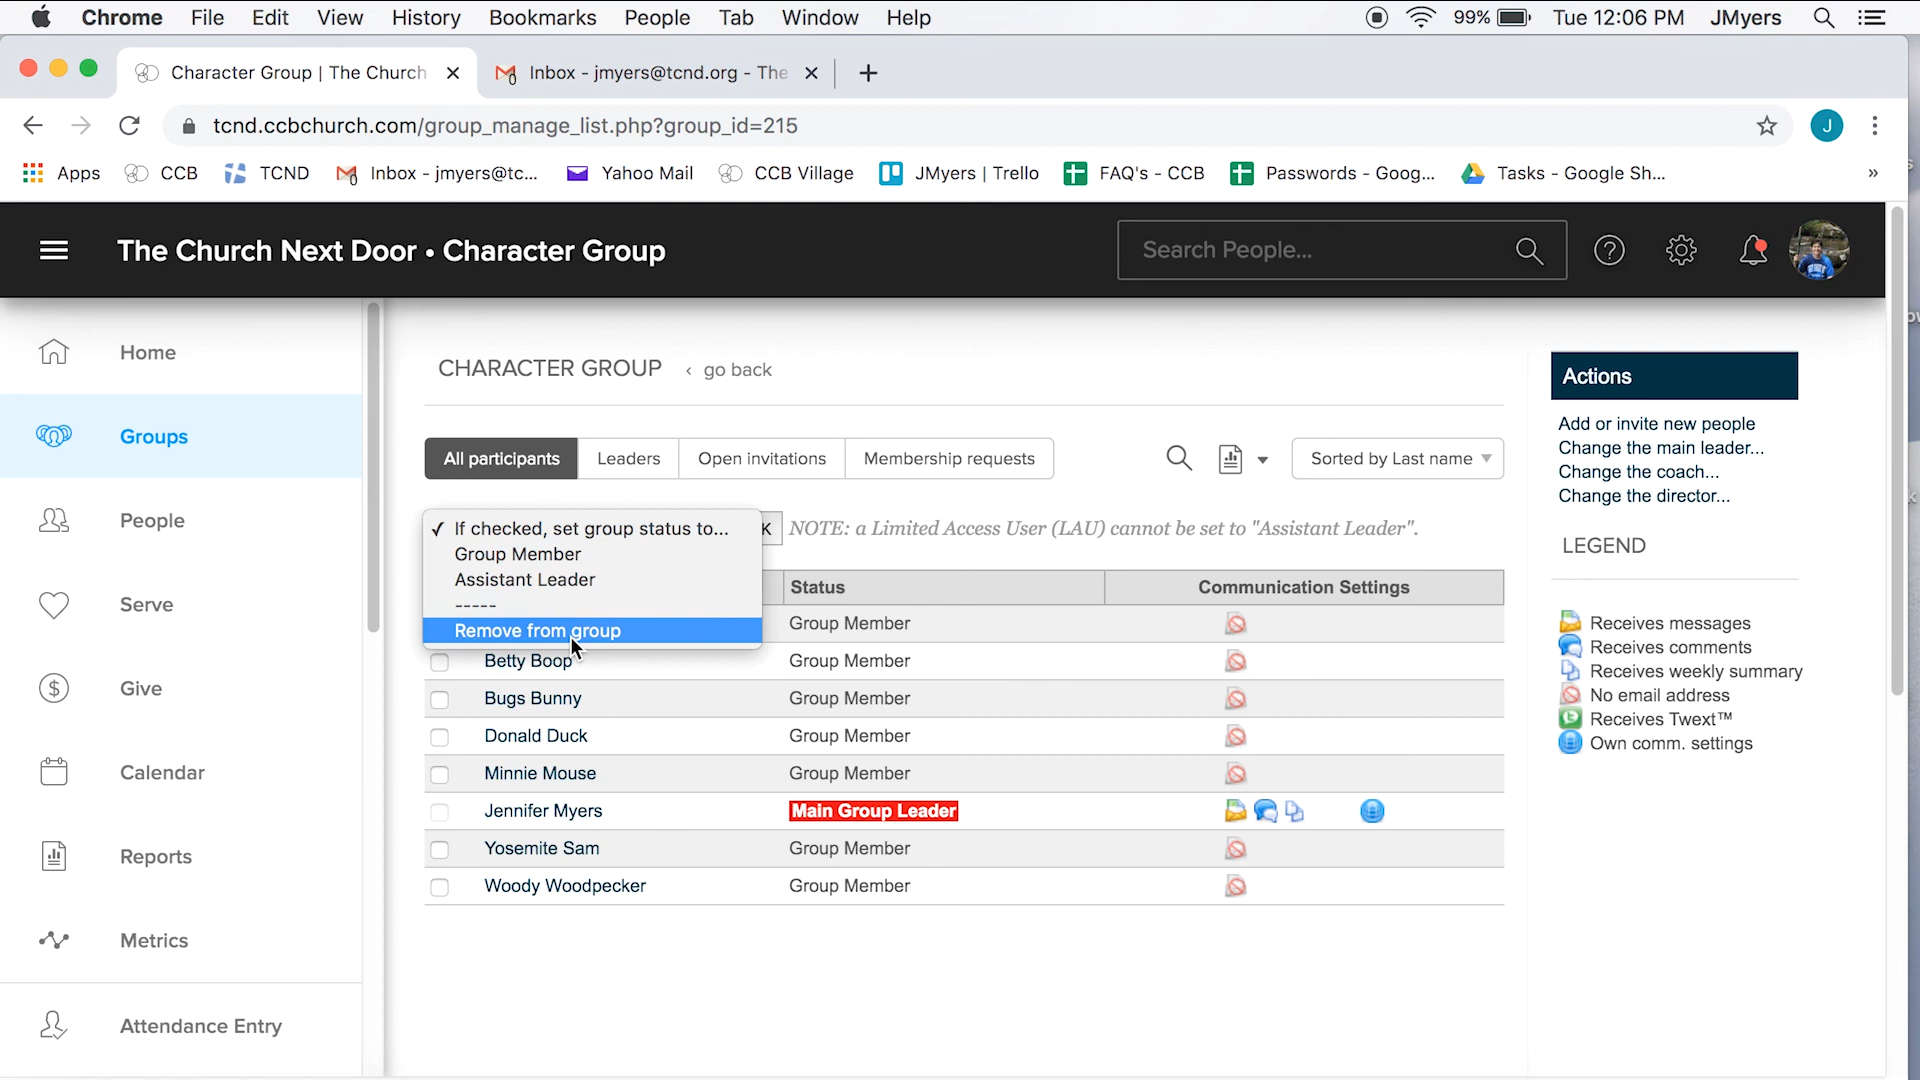 Chrome File Edit View History Bookmarks People Tab Window Help 99% Tue 12:06 PM JMyers
Character Group | The Church Inbox - jmyers@tcnd.org - The
tcnd.ccbchurch.com/group_manage_list.php?group_id=215 J
Apps CCB TCND Inbox - jmyers@tc... Yahoo Mail CCB Village JMyers | Trello FAQ's - CCB Passwords - Goog... Tasks - Google Sh... »
The Church Next Door • Character Group Search People...
Home
Groups
People
Serve
Give
Calendar
Reports
Metrics
Attendance Entry
CHARACTER GROUP ‹ go back
All participants Leaders Open invitations Membership requests Sorted by Last name
✓ If checked, set group status to... K NOTE: a Limited Access User (LAU) cannot be set to "Assistant Leader".
Group Member
Assistant Leader
-----
Remove from group
Status Communication Settings
Group Member
Betty Boop Group Member
Bugs Bunny Group Member
Donald Duck Group Member
Minnie Mouse Group Member
Jennifer Myers Main Group Leader
Yosemite Sam Group Member
Woody Woodpecker Group Member
Actions
Add or invite new people
Change the main leader...
Change the coach...
Change the director...
LEGEND
Receives messages
Receives comments
Receives weekly summary
No email address
Receives Twext™
Own comm. settings